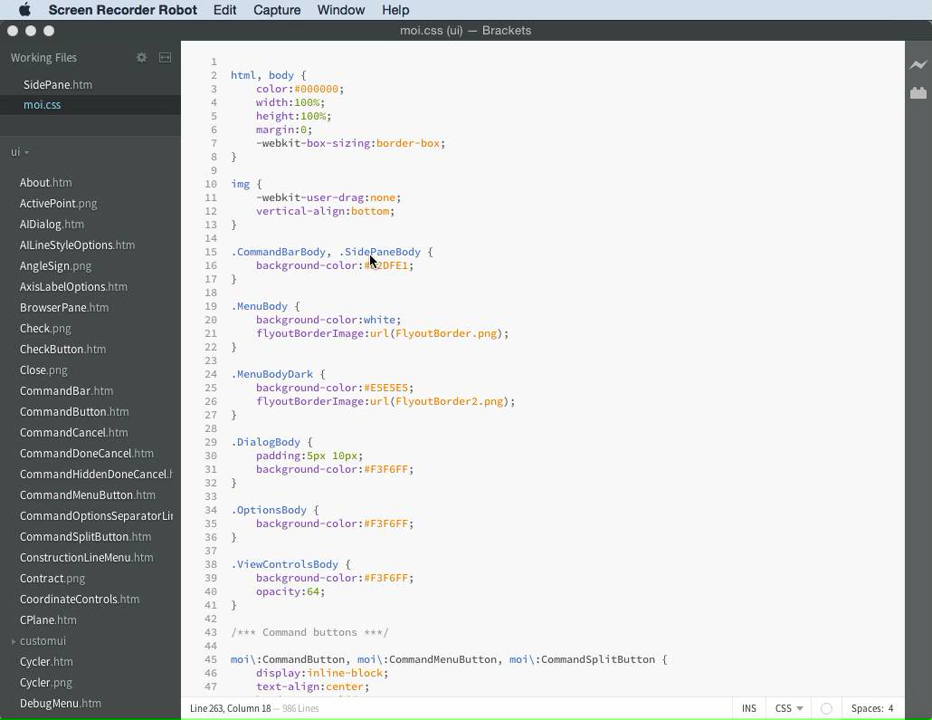 Screen Recorder Robot Edit Capture Window Help
moi.css (ui) — Brackets
Working Files
SidePane.htm
moi.css
ui
About.htm
ActivePoint.png
AIDialog.htm
AILineStyleOptions.htm
AngleSign.png
AxisLabelOptions.htm
BrowserPane.htm
Check.png
CheckButton.htm
Close.png
CommandBar.htm
CommandButton.htm
CommandCancel.htm
CommandDoneCancel.htm
CommandHiddenDoneCancel.h
CommandMenuButton.htm
CommandOptionsSeparatorLin
CommandSplitButton.htm
ConstructionLineMenu.htm
Contract.png
CoordinateControls.htm
CPlane.htm
customui
Cycler.htm
Cycler.png
DebugMenu.htm
1
2 html, body {
3 color:#000000;
4 width:100%;
5 height:100%;
6 margin:0;
7 -webkit-box-sizing:border-box;
8 }
9
10 img {
11 -webkit-user-drag:none;
12 vertical-align:bottom;
13 }
14
15 .CommandBarBody, .SidePaneBody {
16 background-color:#2DFE1;
17 }
18
19 .MenuBody {
20 background-color:white;
21 flyoutBorderImage:url(FlyoutBorder.png);
22 }
23
24 .MenuBodyDark {
25 background-color:#E5E5E5;
26 flyoutBorderImage:url(FlyoutBorder2.png);
27 }
28
29 .DialogBody {
30 padding:5px 10px;
31 background-color:#F3F6FF;
32 }
33
34 .OptionsBody {
35 background-color:#F3F6FF;
36 }
37
38 .ViewControlsBody {
39 background-color:#F3F6FF;
40 opacity:64;
41 }
42
43 /*** Command buttons ***/
44
45 moi\:CommandButton, moi\:CommandMenuButton, moi\:CommandSplitButton {
46 display:inline-block;
47 text-align:center;
Line 263, Column 18 — 986 Lines
INS CSS Spaces: 4